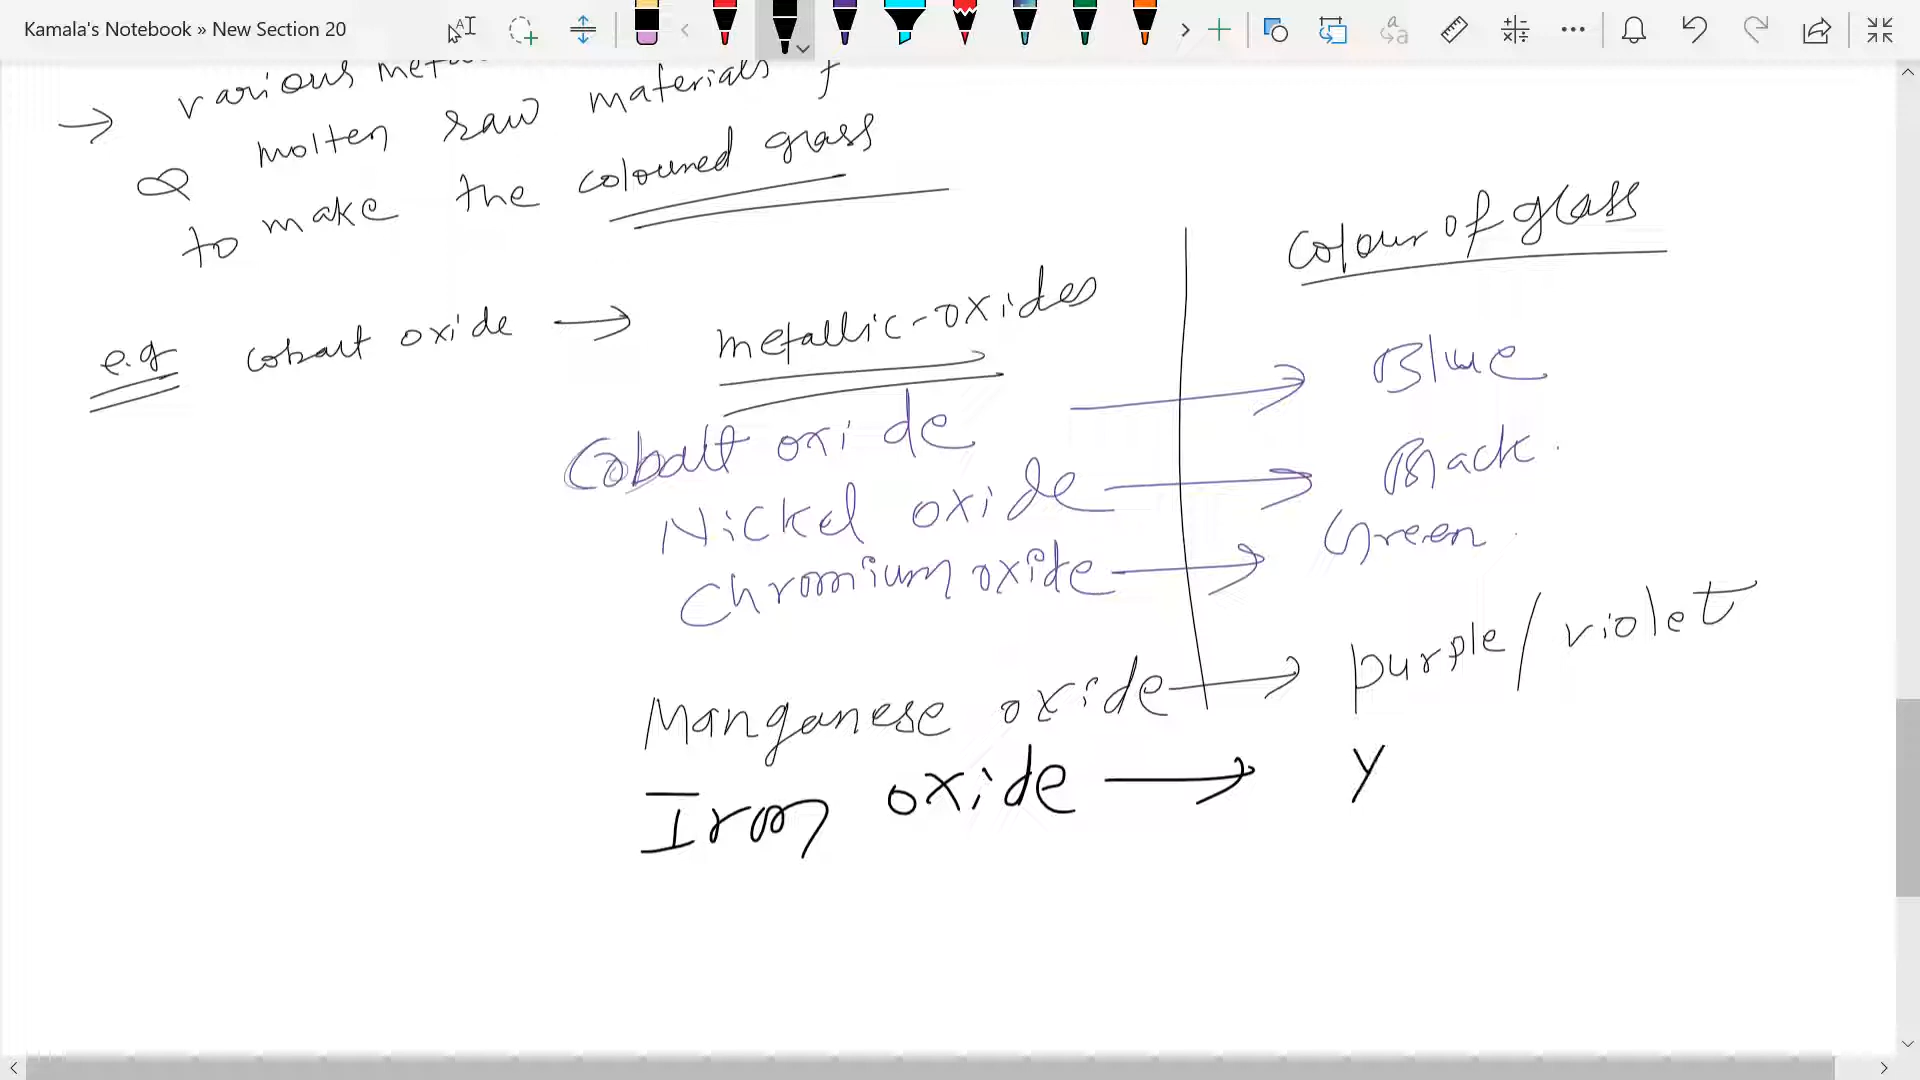 Kamala's Notebook » New Section 20
→ various
& molten raw materials
to make the coloured glass
e.g cobalt oxide → metallic-oxides
Colour of glass
Cobalt oxide → Blue
Nickel oxide → Black.
Chromium oxide → Green.
Manganese oxide → purple/violet
Iron oxide → Y